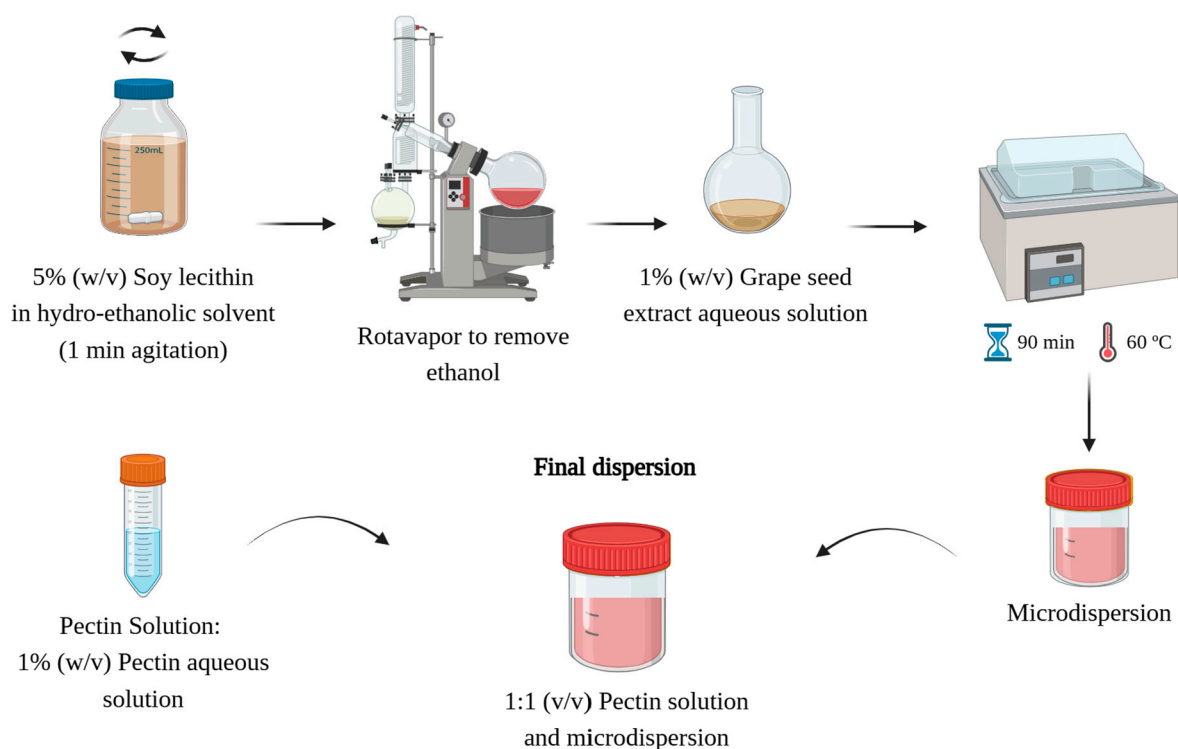 250mL
5% (w/v) Soy lecithin
in hydro-ethanolic solvent
(1 min agitation)
Rotavapor to remove
ethanol
1% (w/v) Grape seed
extract aqueous solution
90 min
60 ºC
Pectin Solution:
1% (w/v) Pectin aqueous
solution
Final dispersion
1:1 (v/v) Pectin solution
and microdispersion
Microdispersion